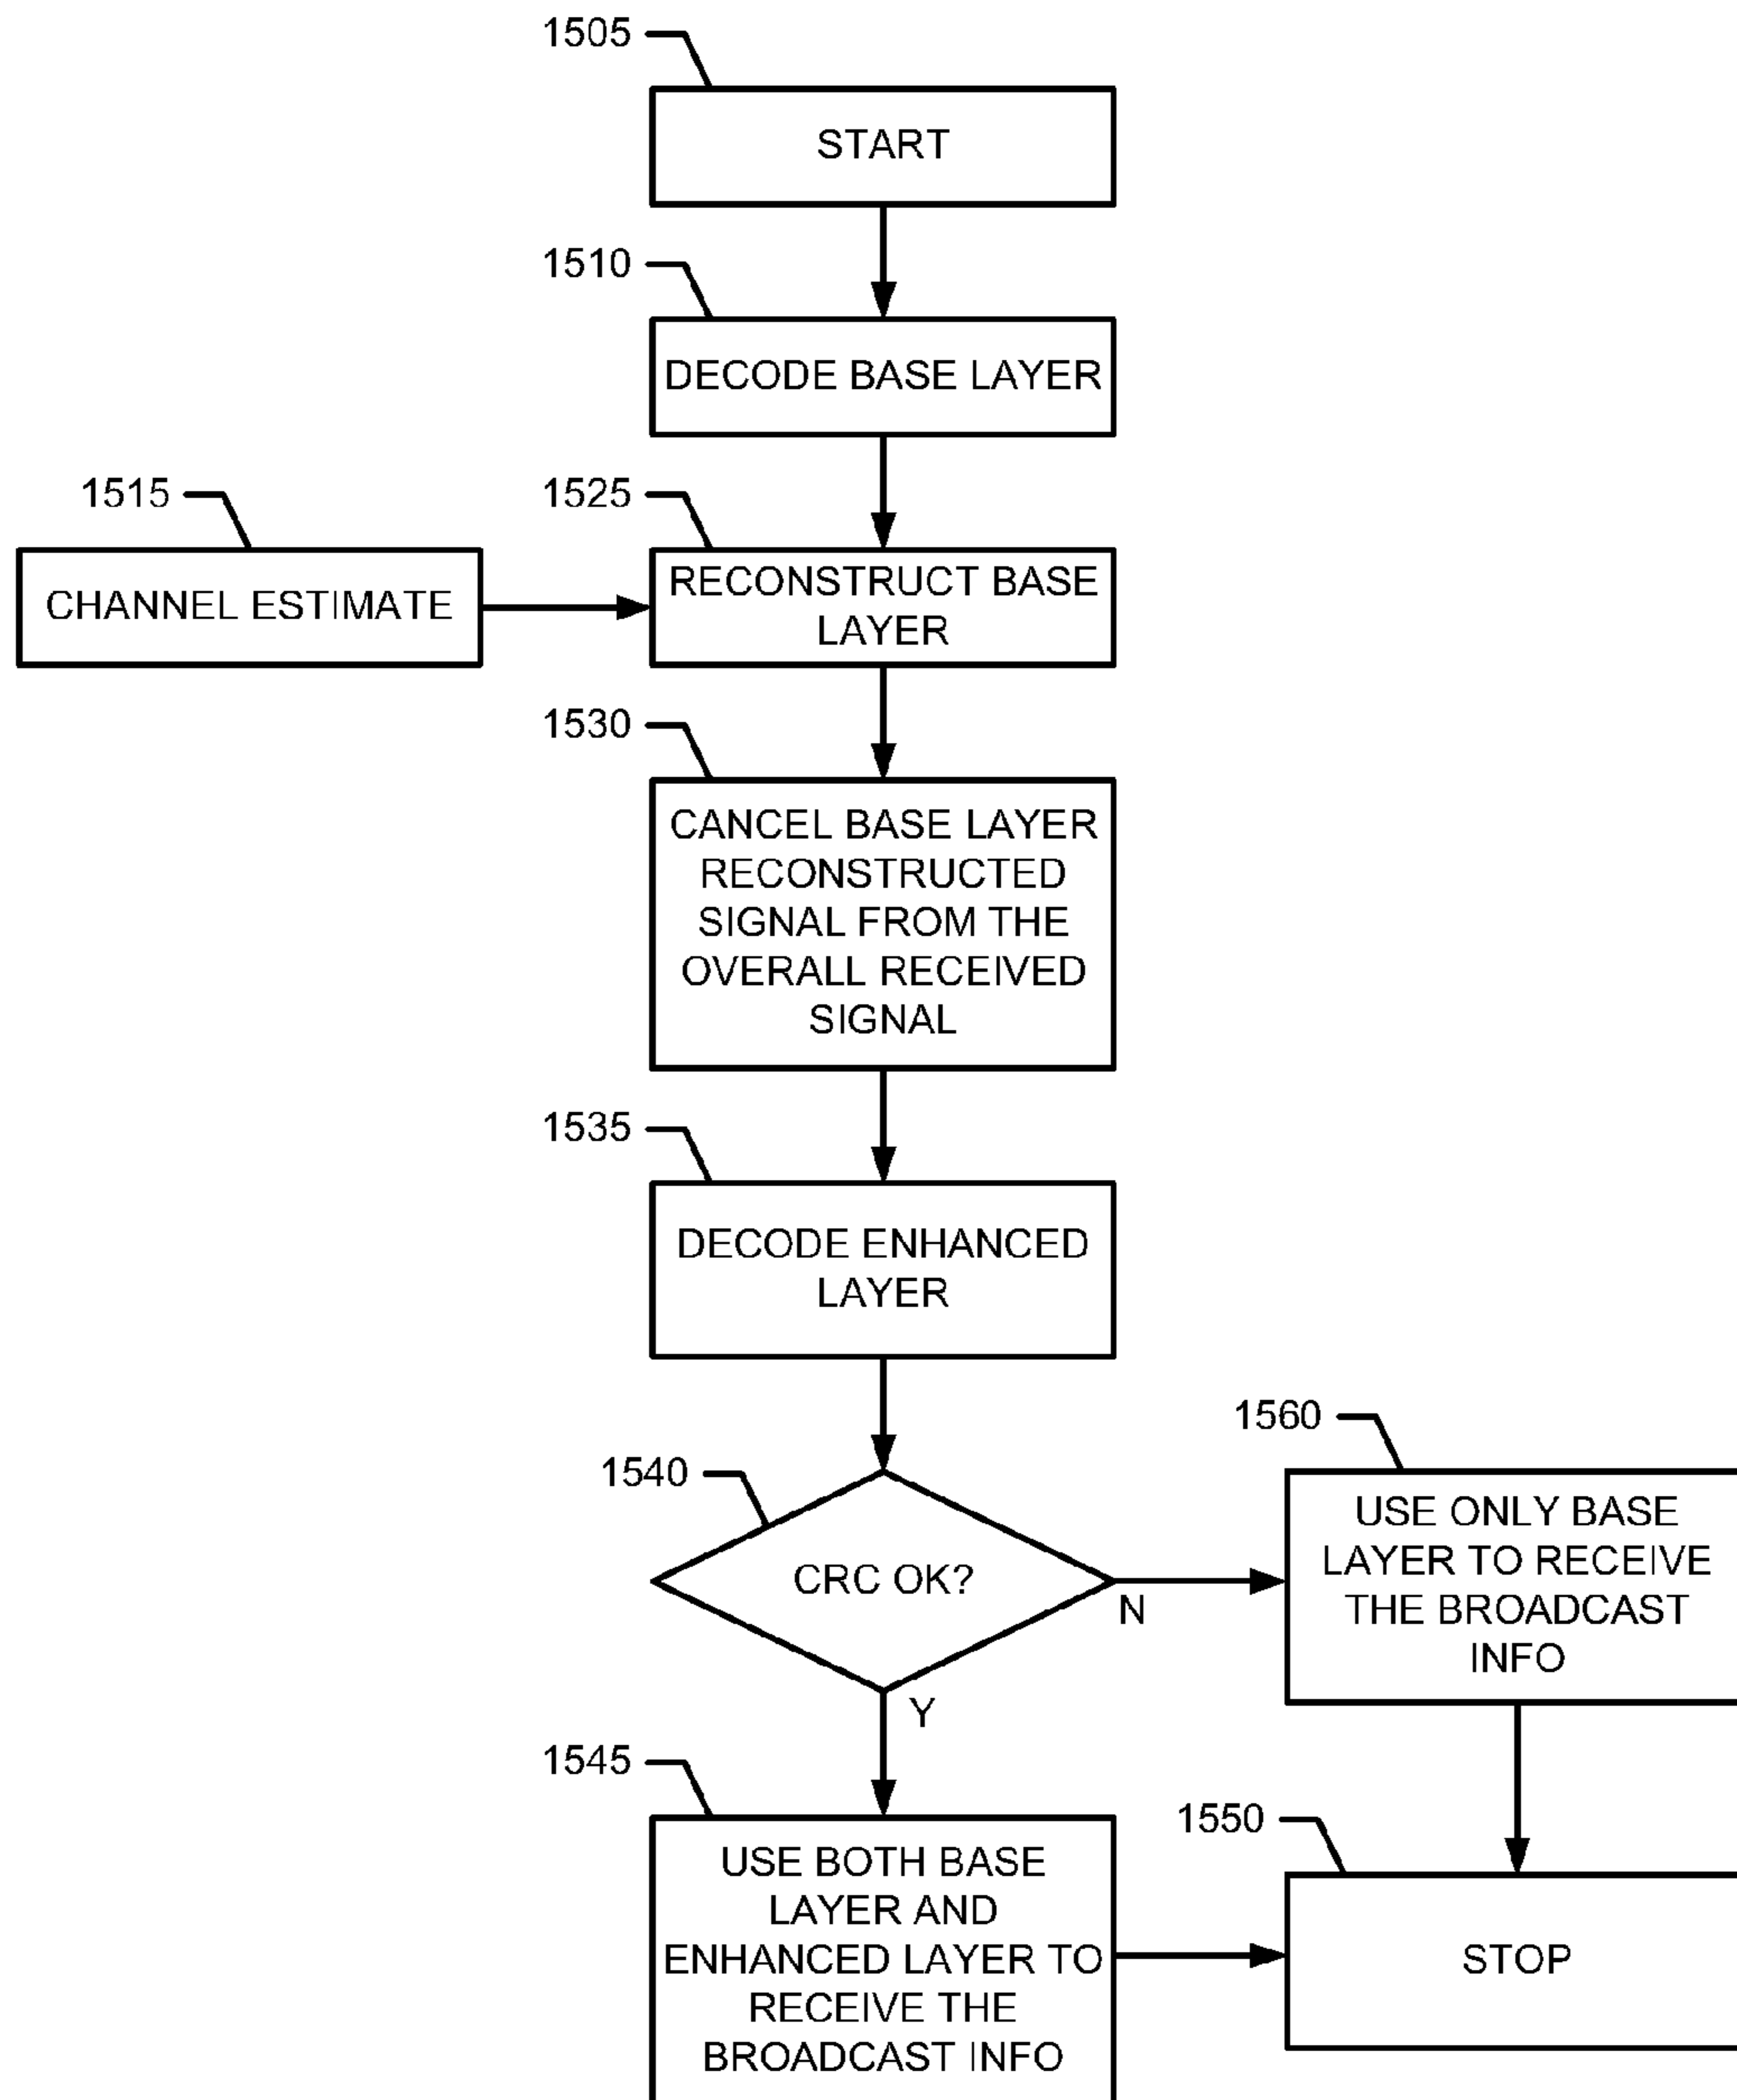 1505
START
1510
DECODE BASE LAYER
1515
CHANNEL ESTIMATE
1525
RECONSTRUCT BASE
LAYER
1530
CANCEL BASE LAYER
RECONSTRUCTED
SIGNAL FROM THE
OVERALL RECEIVED
SIGNAL
1535
DECODE ENHANCED
LAYER
1540
CRC OK?
N
Y
1560
USE ONLY BASE
LAYER TO RECEIVE
THE BROADCAST
INFO
1545
USE BOTH BASE
LAYER AND
ENHANCED LAYER TO
RECEIVE THE
BROADCAST INFO
1550
STOP